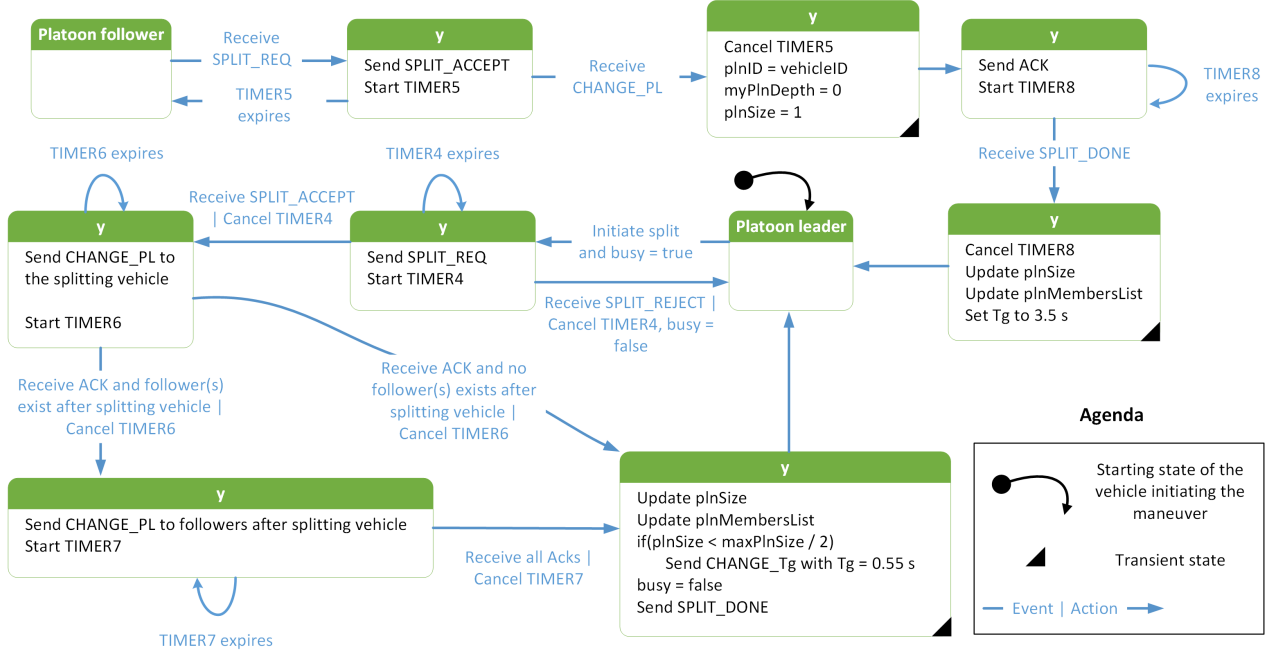 Platoon follower
Receive
SPLIT_REQ
TIMER5
expires
y
Send SPLIT_ACCEPT
Start TIMER5
Receive
CHANGE_PL
y
Cancel TIMER5
plnID = vehicleID
myPlnDepth = 0
plnSize = 1
y
Send ACK
Start TIMER8
TIMER8
expires
Receive SPLIT_DONE
TIMER6 expires
TIMER4 expires
y
Send CHANGE_PL to
the splitting vehicle
Start TIMER6
Receive SPLIT_ACCEPT
| Cancel TIMER4
y
Send SPLIT_REQ
Start TIMER4
Initiate split
and busy = true
Receive SPLIT_REJECT |
Cancel TIMER4, busy =
false
Platoon leader
y
Cancel TIMER8
Update plnSize
Update plnMembersList
Set Tg to 3.5 s
Receive ACK and follower(s)
exist after splitting vehicle |
Cancel TIMER6
Receive ACK and no
follower(s) exists after
splitting vehicle |
Cancel TIMER6
y
Send CHANGE_PL to followers after splitting vehicle
Start TIMER7
TIMER7 expires
Receive all Acks |
Cancel TIMER7
y
Update plnSize
Update plnMembersList
if(plnSize < maxPlnSize / 2)
Send CHANGE_Tg with Tg = 0.55 s
busy = false
Send SPLIT_DONE
Agenda
Starting state of the
vehicle initiating the
maneuver
Transient state
Event | Action